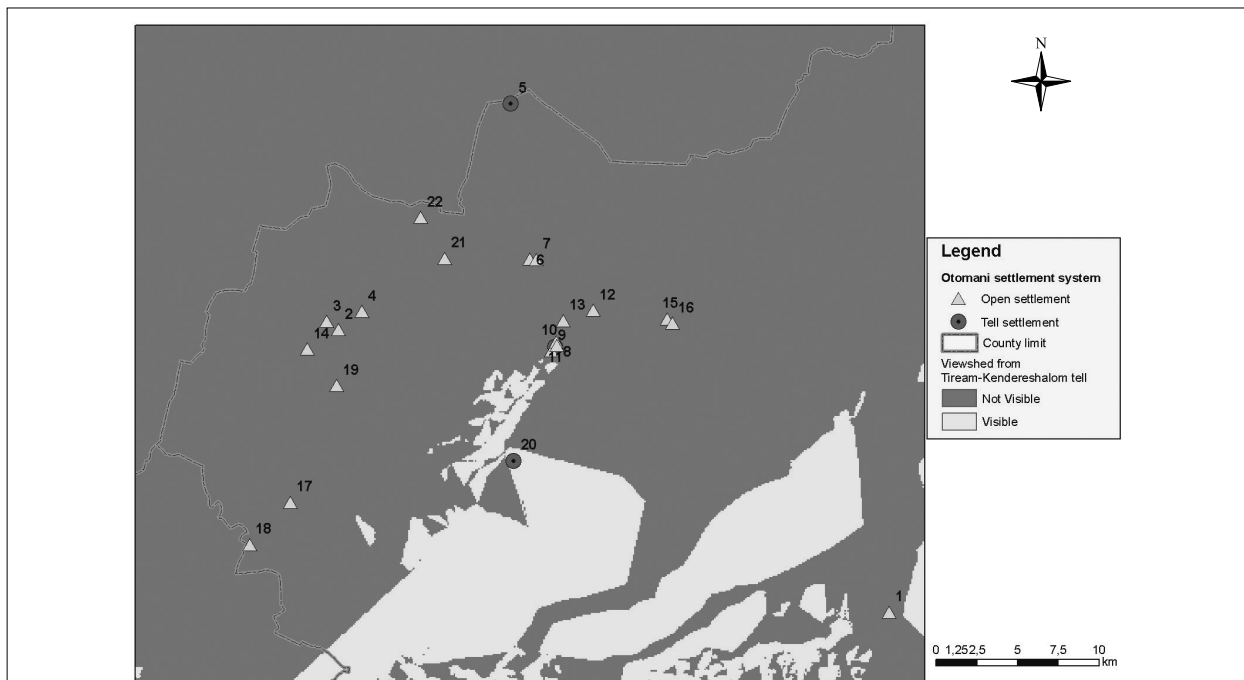 N
5
22
21
7
6
3
4
2
14
19
13
12
15
16
10
9
8
11
20
17
18
1
Legend
Otomani settlement system
Open settlement
Tell settlement
County limit
Viewshed from
Tiream-Kendereshalom tell
Not Visible
Visible
0 1,252,5 5 7,5 10
km